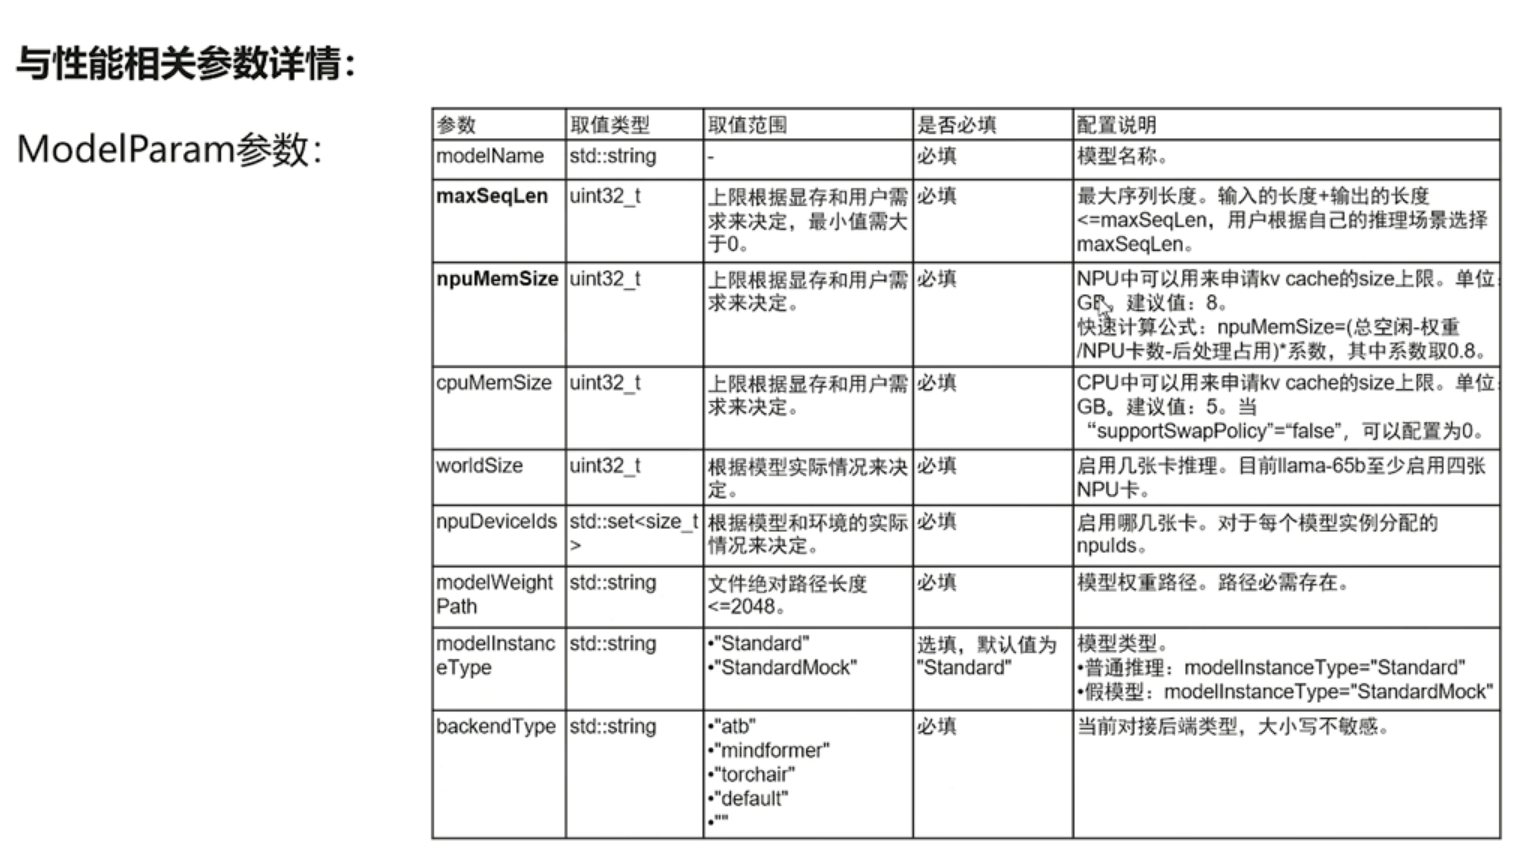 与性能相关参数详情：
ModelParam参数：
参数 取值类型 取值范围 是否必填 配置说明
modelName std::string - 必填 模型名称。
maxSeqLen uint32_t 上限根据显存和用户需 必填 最大序列长度。输入的长度+输出的长度
求来决定，最小值需大 <=maxSeqLen，用户根据自己的推理场景选择
于0。 maxSeqLen。
npuMemSize uint32_t 上限根据显存和用户需 必填 NPU中可以用来申请kv cache的size上限。单位：
求来决定。 GB。建议值：8。
快速计算公式：npuMemSize=(总空闲-权重
/NPU卡数-后处理占用)*系数，其中系数取0.8。
cpuMemSize uint32_t 上限根据显存和用户需 必填 CPU中可以用来申请kv cache的size上限。单位：
求来决定。 GB。建议值：5。当
“supportSwapPolicy”=“false”，可以配置为0。
worldSize uint32_t 根据模型实际情况来决 必填 启用几张卡推理。目前llama-65b至少启用四张
定。 NPU卡。
npuDeviceIds std::set<size_t 根据模型和环境的实际 必填 启用哪几张卡。对于每个模型实例分配的
> 情况来决定。 npuIds。
modelWeight std::string 文件绝对路径长度 必填 模型权重路径。路径必需存在。
Path <=2048。
modelInstanc std::string •"Standard" 选填，默认值为 模型类型。
eType •"StandardMock" "Standard" •普通推理：modelInstanceType="Standard"
•假模型：modelInstanceType="StandardMock"
backendType std::string •"atb" 必填 当前对接后端类型，大小写不敏感。
•"mindformer"
•"torchair"
•"default"
•""